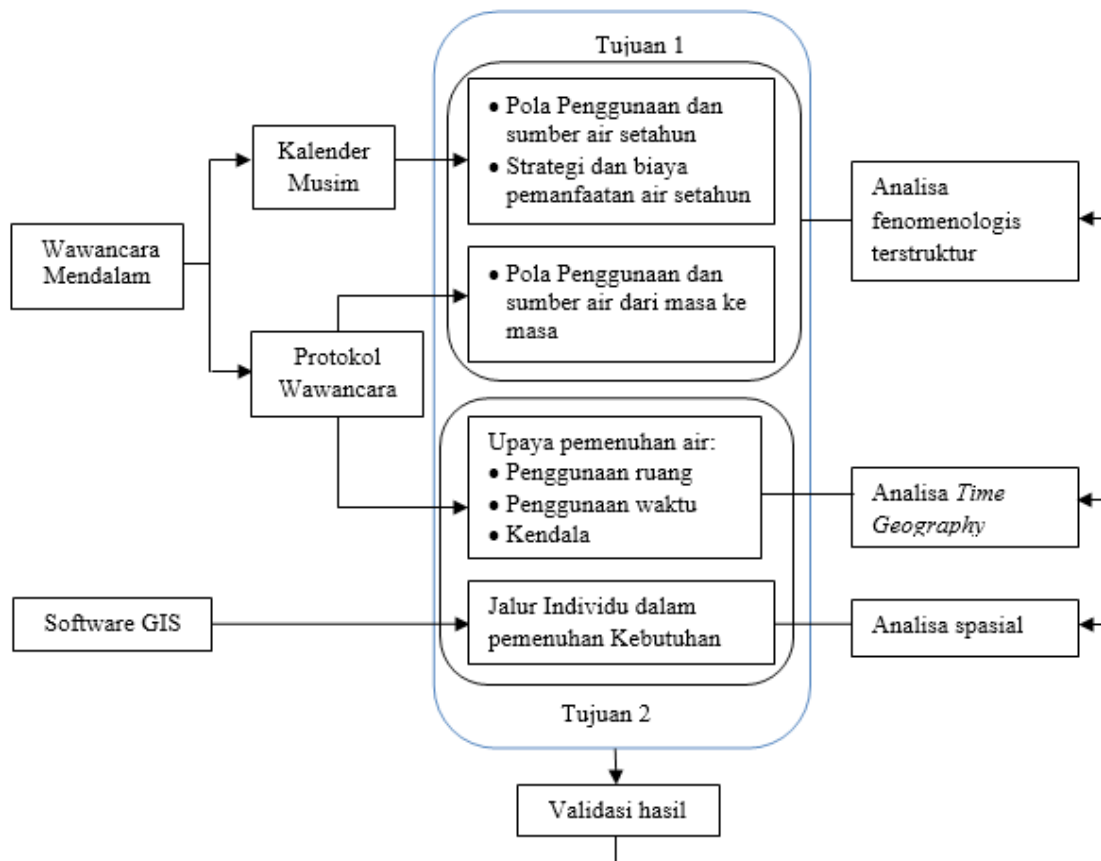 Tujuan 1
• Pola Penggunaan dan
sumber air setahun
• Strategi dan biaya
pemanfaatan air setahun
Kalender
Musim
Analisa
fenomenologis
terstruktur
Wawancara
Mendalam
• Pola Penggunaan dan
sumber air dari masa ke
masa
Protokol
Wawancara
Upaya pemenuhan air:
• Penggunaan ruang
• Penggunaan waktu
• Kendala
Analisa Time
Geography
Software GIS
Jalur Individu dalam
pemenuhan Kebutuhan
Analisa spasial
Tujuan 2
Validasi hasil